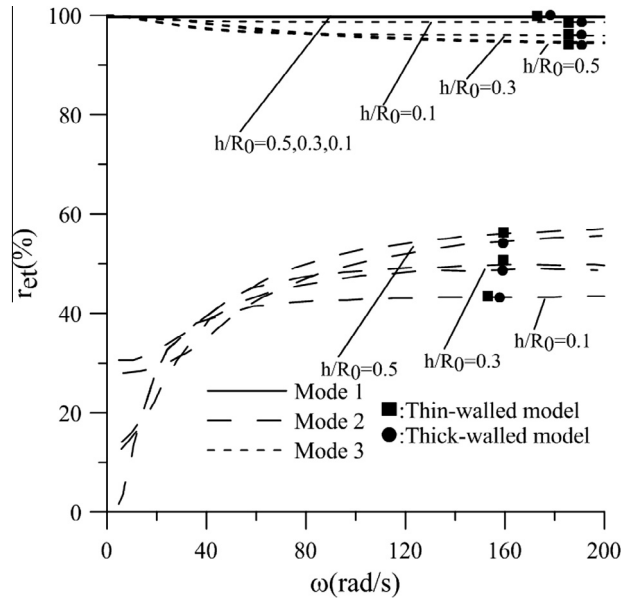 100
80
60
40
20
0
ret(%)
h/R0=0.5
h/R0=0.3
h/R0=0.1
h/R0=0.5,0.3,0.1
h/R0=0.1
h/R0=0.3
h/R0=0.5
Mode 1
Mode 2
Mode 3
:Thin-walled model
:Thick-walled model
0 40 80 120 160 200
ω(rad/s)